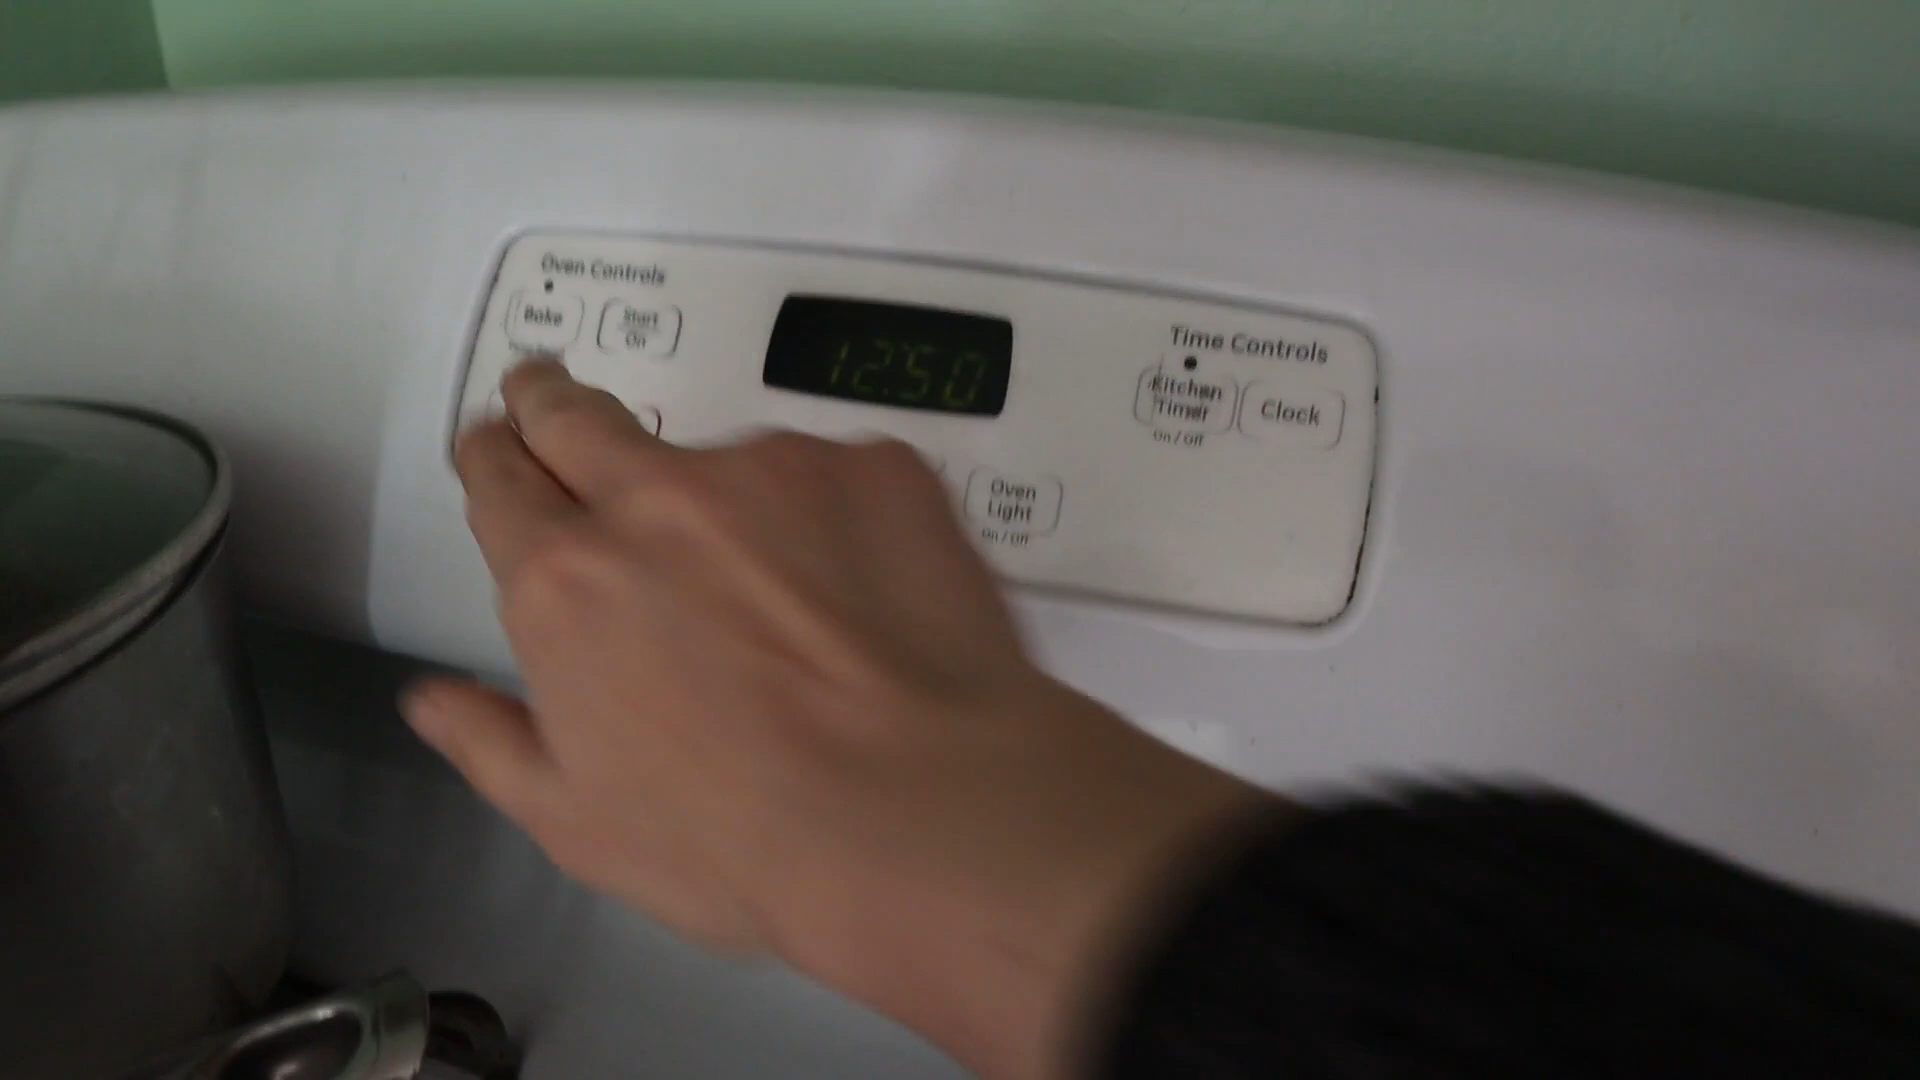 Oven Controls
Bake
Start
On
12:50
Time Controls
Kitchen
Timer
On / Off
Clock
Oven
Light
On / Off